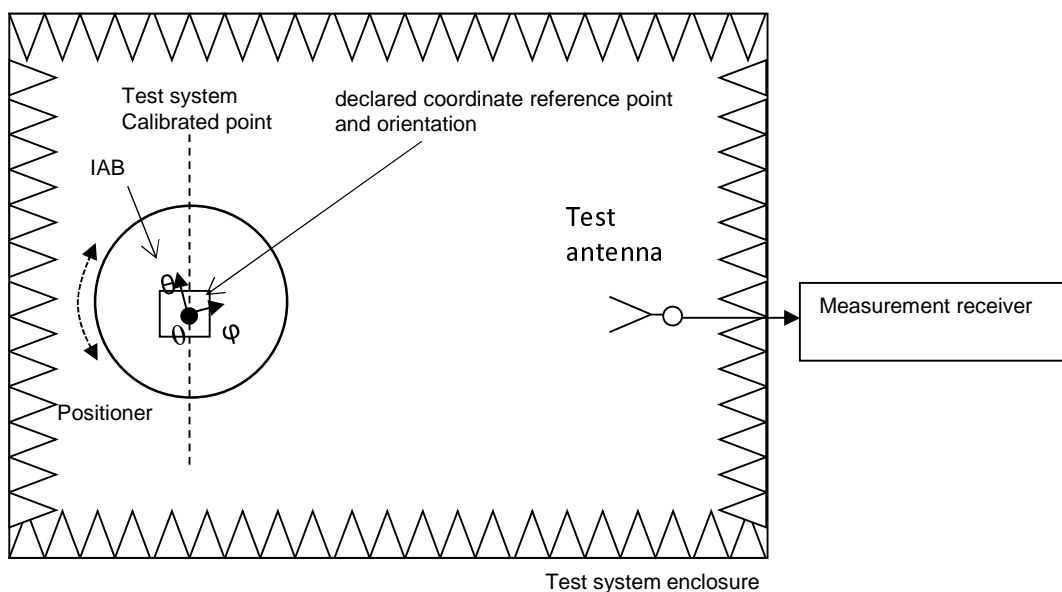 Test system
Calibrated point
declared coordinate reference point
and orientation
IAB
Test
antenna
θ
θ φ
Measurement receiver
Positioner
Test system enclosure